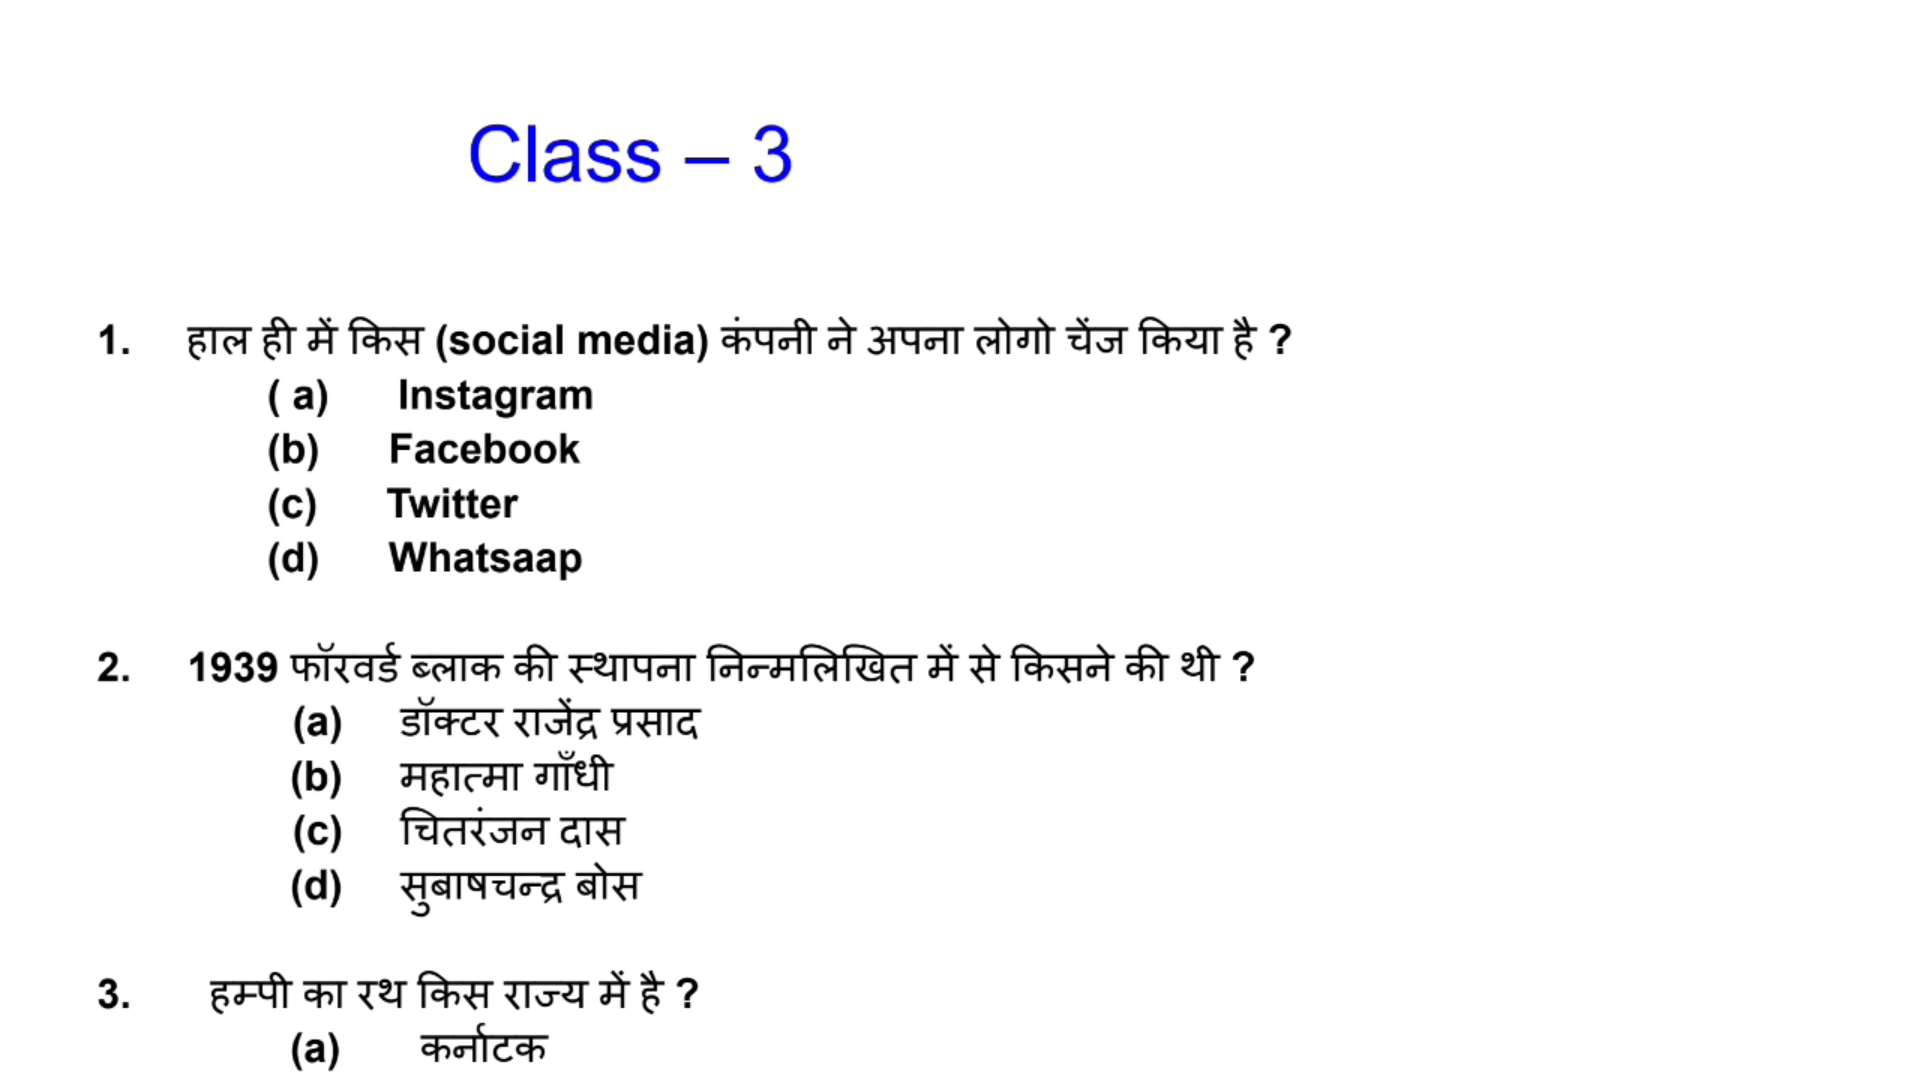 Class – 3
1. हाल ही में किस (social media) कंपनी ने अपना लोगो चेंज किया है ?
( a) Instagram
(b) Facebook
(c) Twitter
(d) Whatsaap
2. 1939 फॉरवर्ड ब्लाक की स्थापना निन्मलिखित में से किसने की थी ?
(a) डॉक्टर राजेंद्र प्रसाद
(b) महात्मा गाँधी
(c) चितरंजन दास
(d) सुबाषचन्द्र बोस
3. हम्पी का रथ किस राज्य में है ?
(a) कर्नाटक